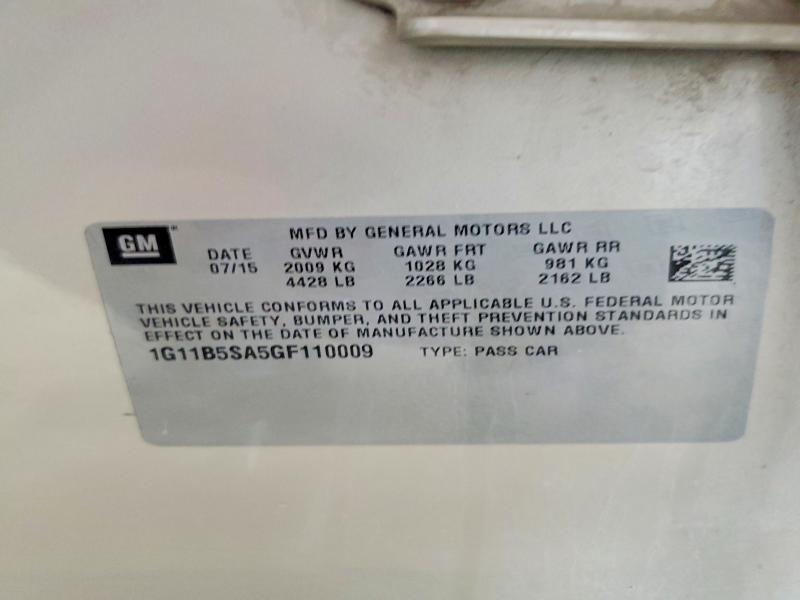 GM
MFD BY GENERAL MOTORS LLC
DATE GVWR GAWR FRT GAWR RR
07/15 2009 KG 1028 KG 981 KG
4428 LB 2266 LB 2162 LB
THIS VEHICLE CONFORMS TO ALL APPLICABLE U.S. FEDERAL MOTOR
VEHICLE SAFETY, BUMPER, AND THEFT PREVENTION STANDARDS IN
EFFECT ON THE DATE OF MANUFACTURE SHOWN ABOVE.
1G11B5SA5GF110009 TYPE: PASS CAR